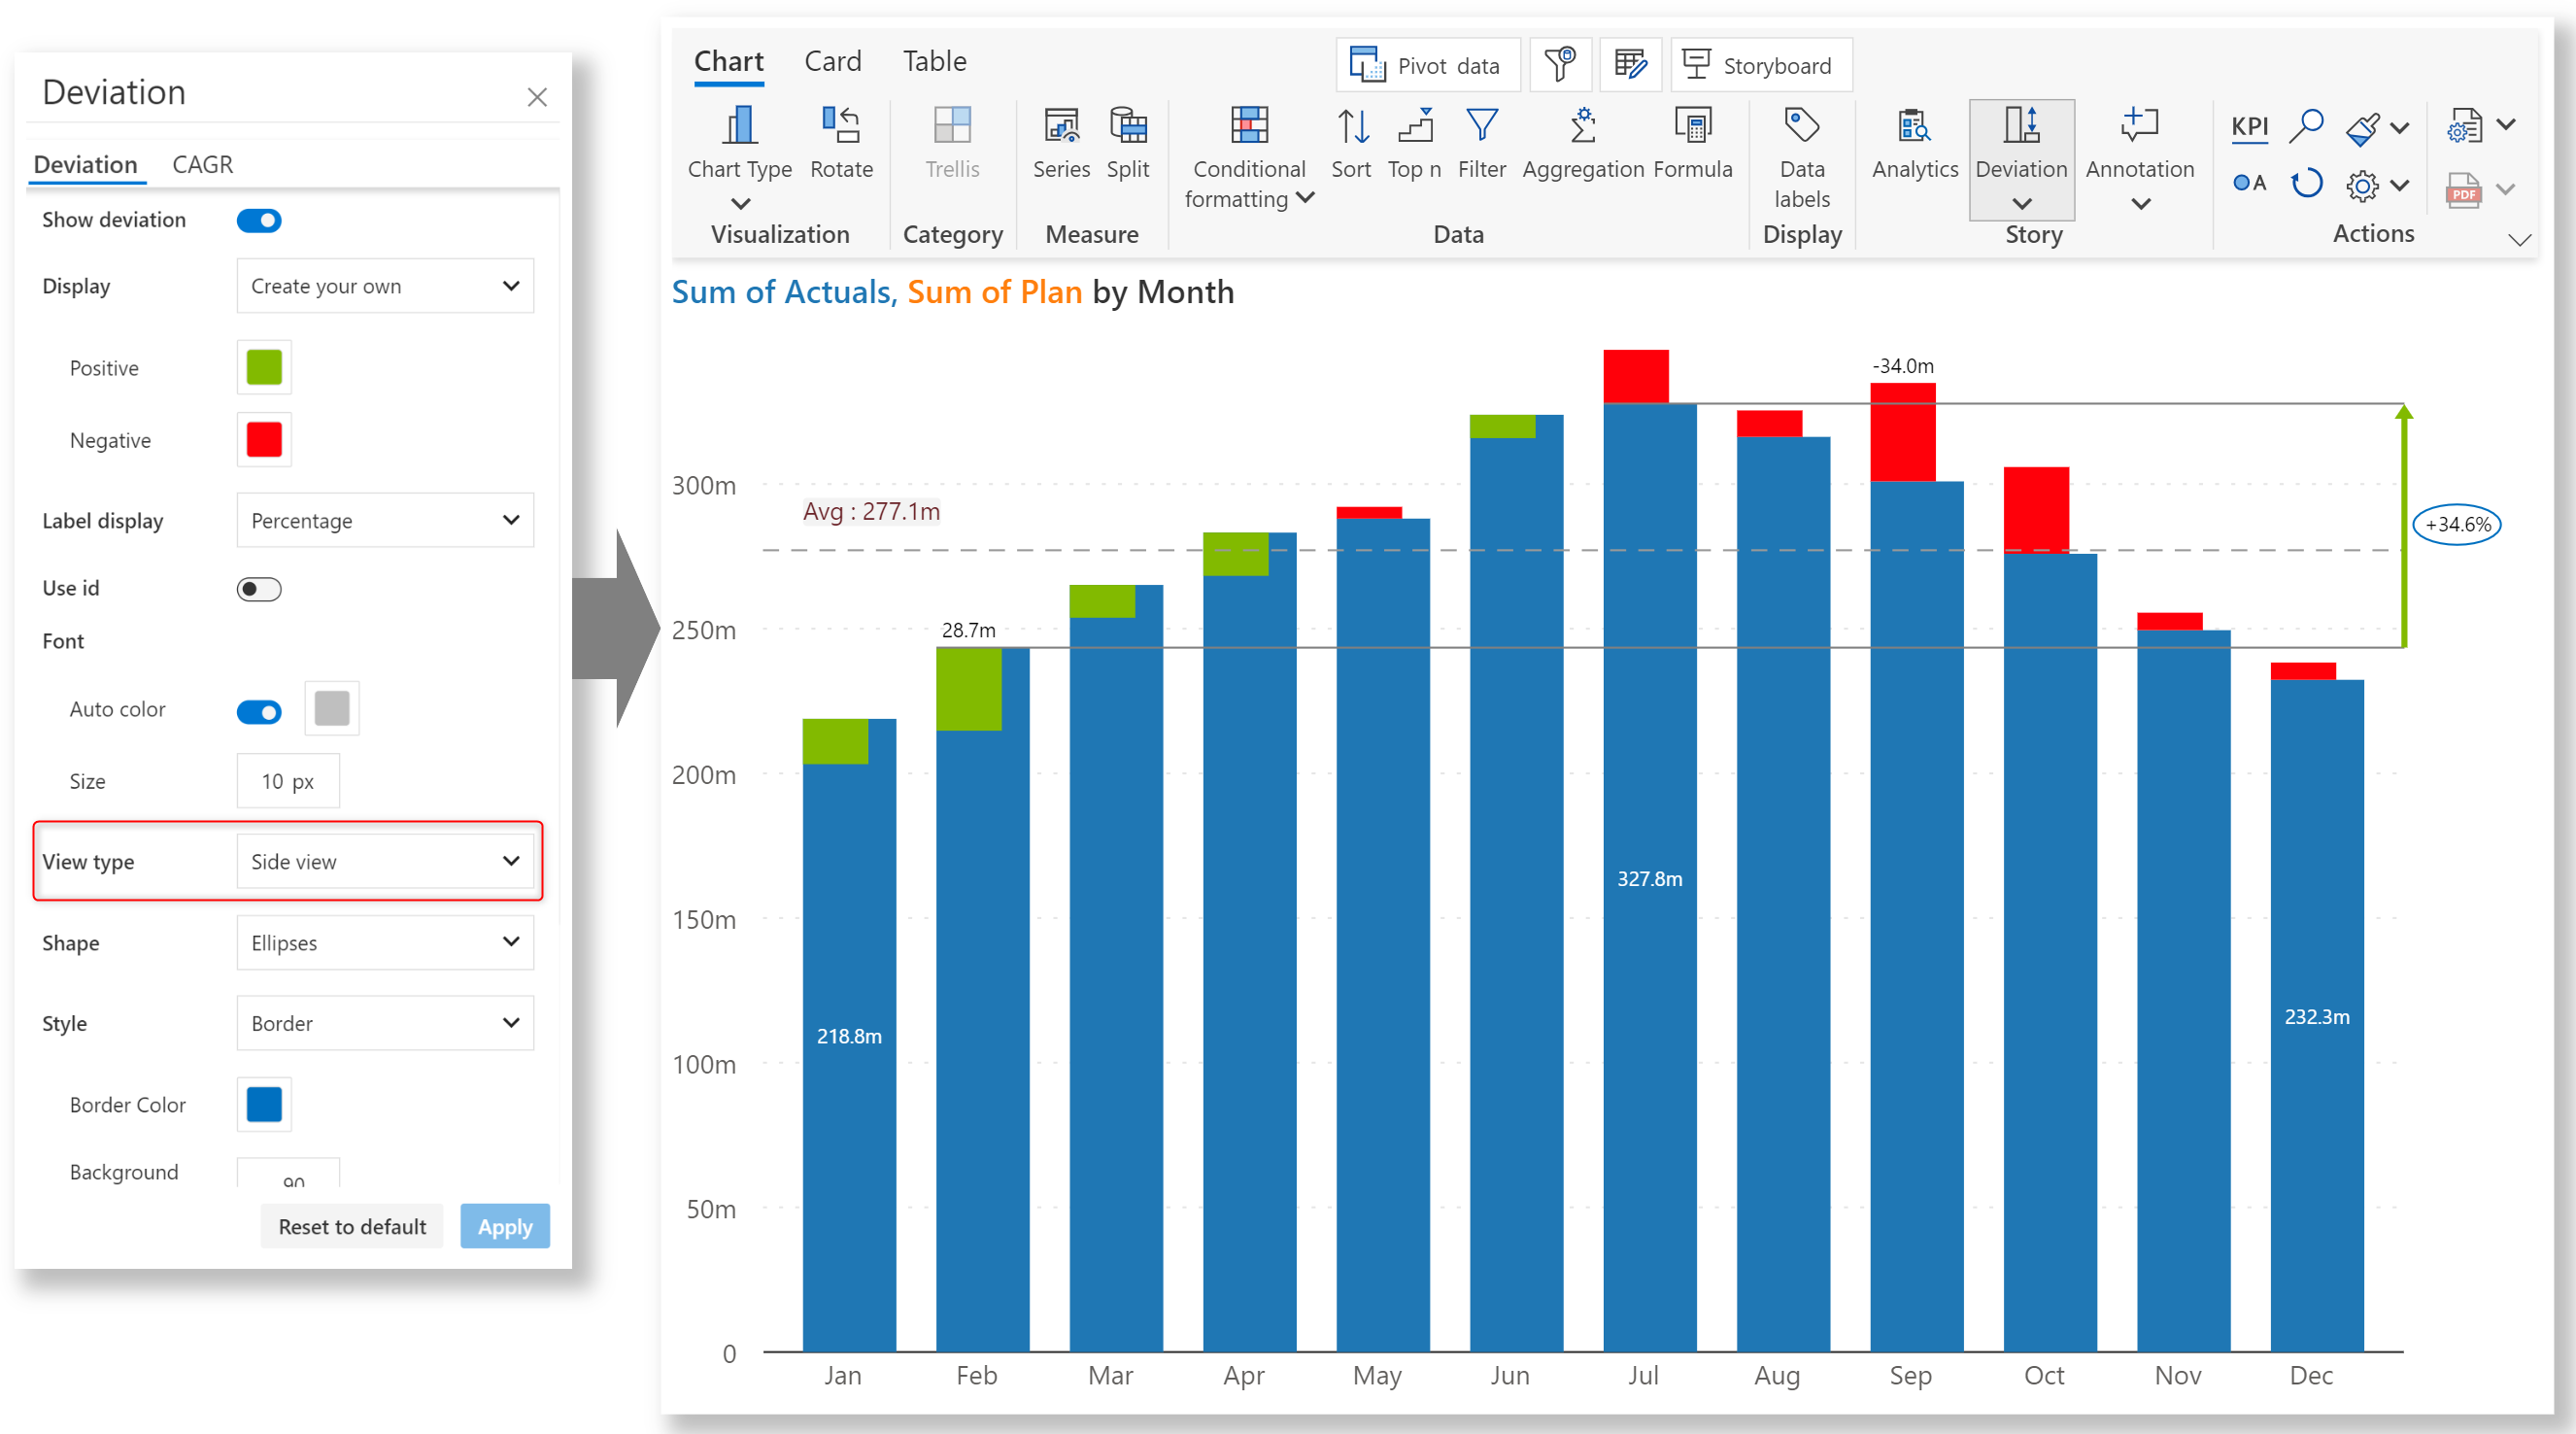 Deviation
Deviation CAGR
Show deviation
Display Create your own
Positive
Negative
Label display Percentage
Use id
Font
Auto color
Size 10 px
View type Side view
Shape Ellipses
Style Border
Border Color
Background 90
Reset to default Apply
Chart Card Table
Pivot data Storyboard
Chart Type Rotate Trellis Series Split Conditional formatting Sort Top n Filter Aggregation Formula Data labels Analytics Deviation Annotation KPI
A PDF
Visualization Category Measure Data Display Story Actions
Sum of Actuals, Sum of Plan by Month
-34.0m
300m
Avg : 277.1m
+34.6%
250m
28.7m
200m
150m
327.8m
100m
218.8m
232.3m
50m
0
Jan Feb Mar Apr May Jun Jul Aug Sep Oct Nov Dec